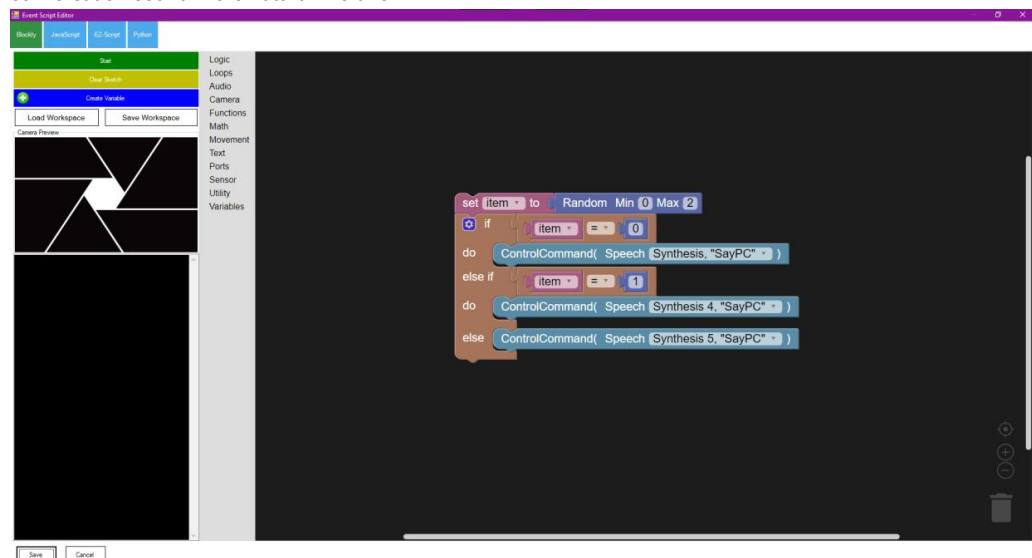 Event Script Editor
Blockly JavaScript EZ-Script Python
Start
Clear Sketch
Create Variable
Load Workspace Save Workspace
Camera Preview
Logic
Loops
Audio
Camera
Functions
Math
Movement
Text
Ports
Sensor
Utility
Variables
set item to Random Min 0 Max 2
if item = 0
do ControlCommand( Speech Synthesis, "SayPC" )
else if item = 1
do ControlCommand( Speech Synthesis 4, "SayPC" )
else ControlCommand( Speech Synthesis 5, "SayPC" )
Save Cancel